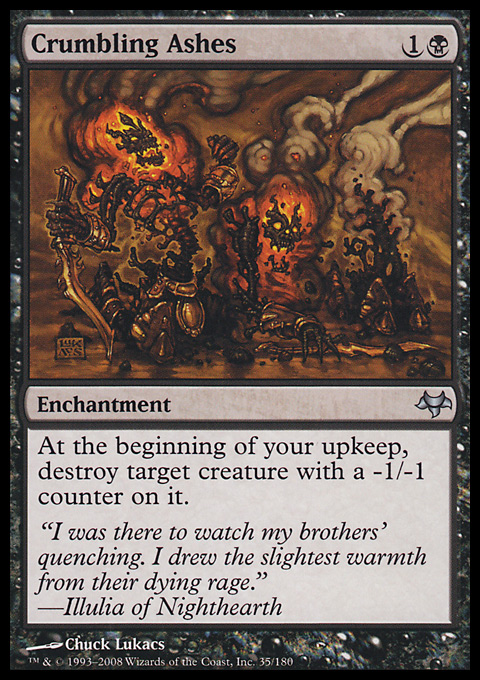 Crumbling Ashes 1
Enchantment
At the beginning of your upkeep,
destroy target creature with a -1/-1
counter on it.
“I was there to watch my brothers’
quenching. I drew the slightest warmth
from their dying rage.”
—Illulia of Nighthearth
Chuck Lukacs
™ & © 1993–2008 Wizards of the Coast, Inc. 35/180